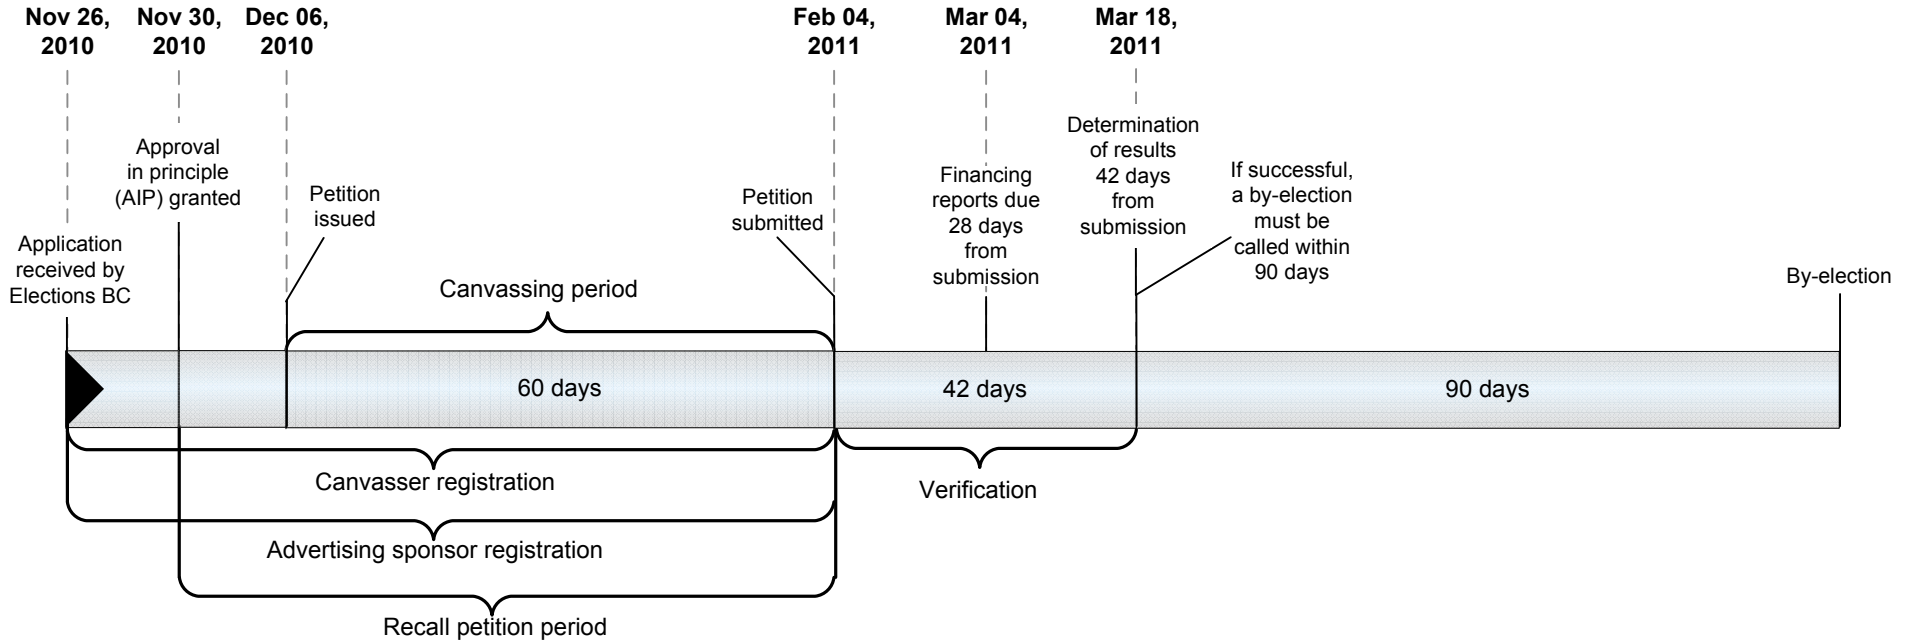 Nov 26,
2010
Nov 30,
2010
Dec 06,
2010
Feb 04,
2011
Mar 04,
2011
Mar 18,
2011
Application
received by
Elections BC
Approval
in principle
(AIP) granted
Petition
issued
Petition
submitted
Financing
reports due
28 days
from
submission
Determination
of results
42 days
from
submission
If successful,
a by-election
must be
called within
90 days
By-election
Canvassing period
60 days
42 days
90 days
Canvasser registration
Verification
Advertising sponsor registration
Recall petition period